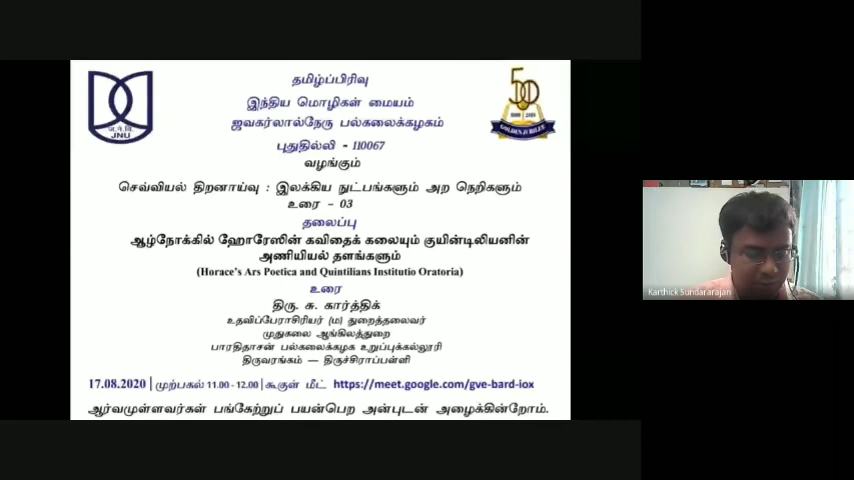 தமிழ்ப்பிரிவு
இந்திய மொழிகள் மையம்
ஜவகர்லால்நேரு பல்கலைக்கழகம்
புதுதில்லி - 110067
வழங்கும்
செவ்வியல் திறனாய்வு : இலக்கிய நுட்பங்களும் அற நெறிகளும்
உரை - 03
தலைப்பு
ஆழ்நோக்கில் ஹோரேஸின் கவிதைக் கலையும் குயின்டிலியனின்
அணியியல் தளங்களும்
(Horace's Ars Poetica and Quintilians Institutio Oratoria)
உரை
திரு. சு. கார்த்திக்
உதவிப்பேராசிரியர் (ம) துறைத்தலைவர்
முதுகலை ஆங்கிலத்துறை
பாரதிதாசன் பல்கலைக்கழக உறுப்புக்கல்லூரி
திருவரங்கம் — திருச்சிராப்பள்ளி
17.08.2020 | முற்பகல் 11.00 - 12.00 | கூகுள் மீட் https://meet.google.com/gve-bard-iox
ஆர்வமுள்ளவர்கள் பங்கேற்றுப் பயன்பெற அன்புடன் அழைக்கின்றோம்.
JNU
50
GOLDEN JUBILEE
Karthick Sundararajan